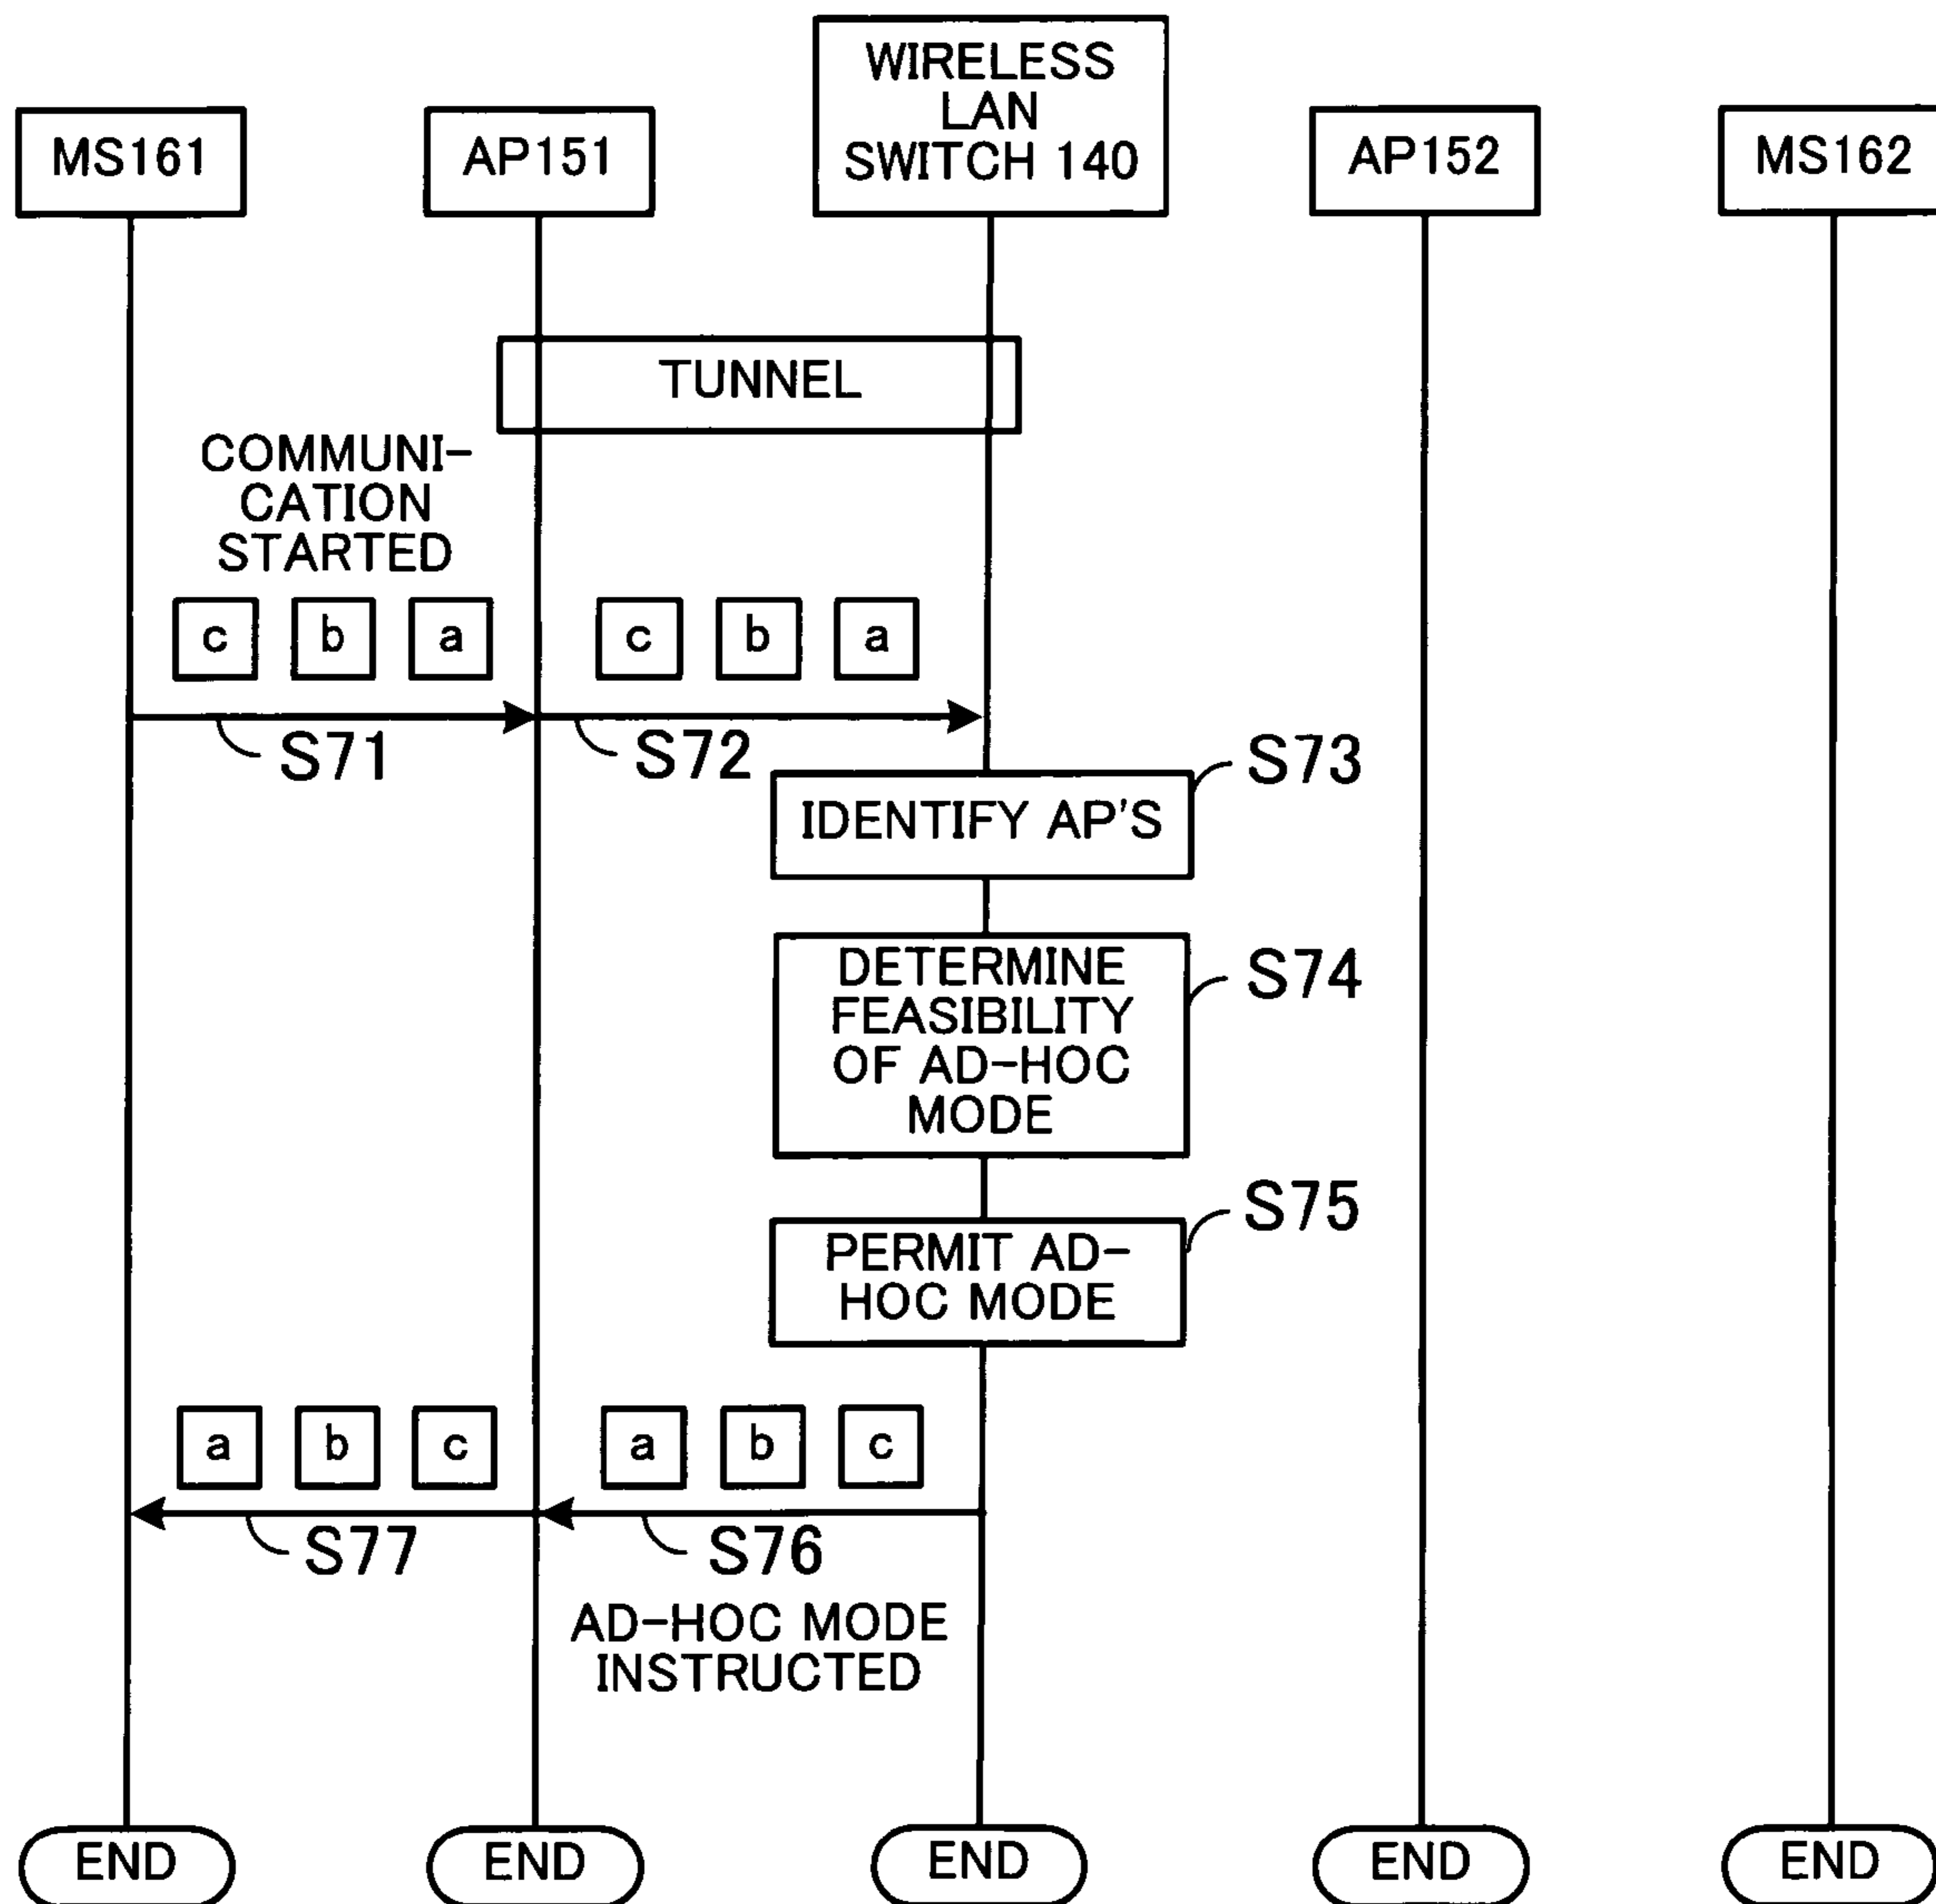 WIRELESS
LAN
SWITCH 140
MS161
AP151
AP152
MS162
TUNNEL
COMMUNI-
CATION
STARTED
c b a c b a
S71
S72
S73
IDENTIFY AP'S
DETERMINE
FEASIBILITY
OF AD-HOC
MODE
S74
S75
PERMIT AD-
HOC MODE
a b c a b c
S77
S76
AD-HOC MODE
INSTRUCTED
END END END END END